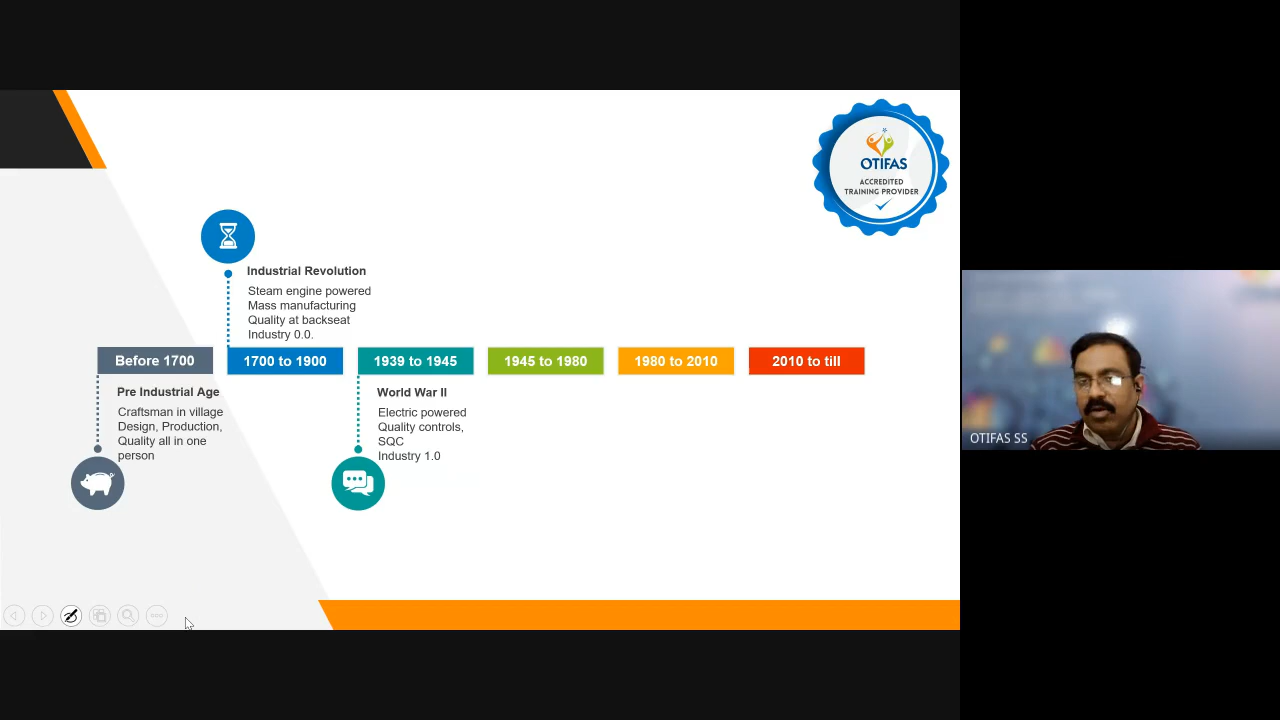 OTIFAS
ACCREDITED
TRAINING PROVIDER
Industrial Revolution
Steam engine powered
Mass manufacturing
Quality at backseat
Industry 0.0.
Before 1700
1700 to 1900
1939 to 1945
1945 to 1980
1980 to 2010
2010 to till
Pre Industrial Age
Craftsman in village
Design, Production,
Quality all in one
person
World War II
Electric powered
Quality controls,
SQC
Industry 1.0
OTIFAS SS